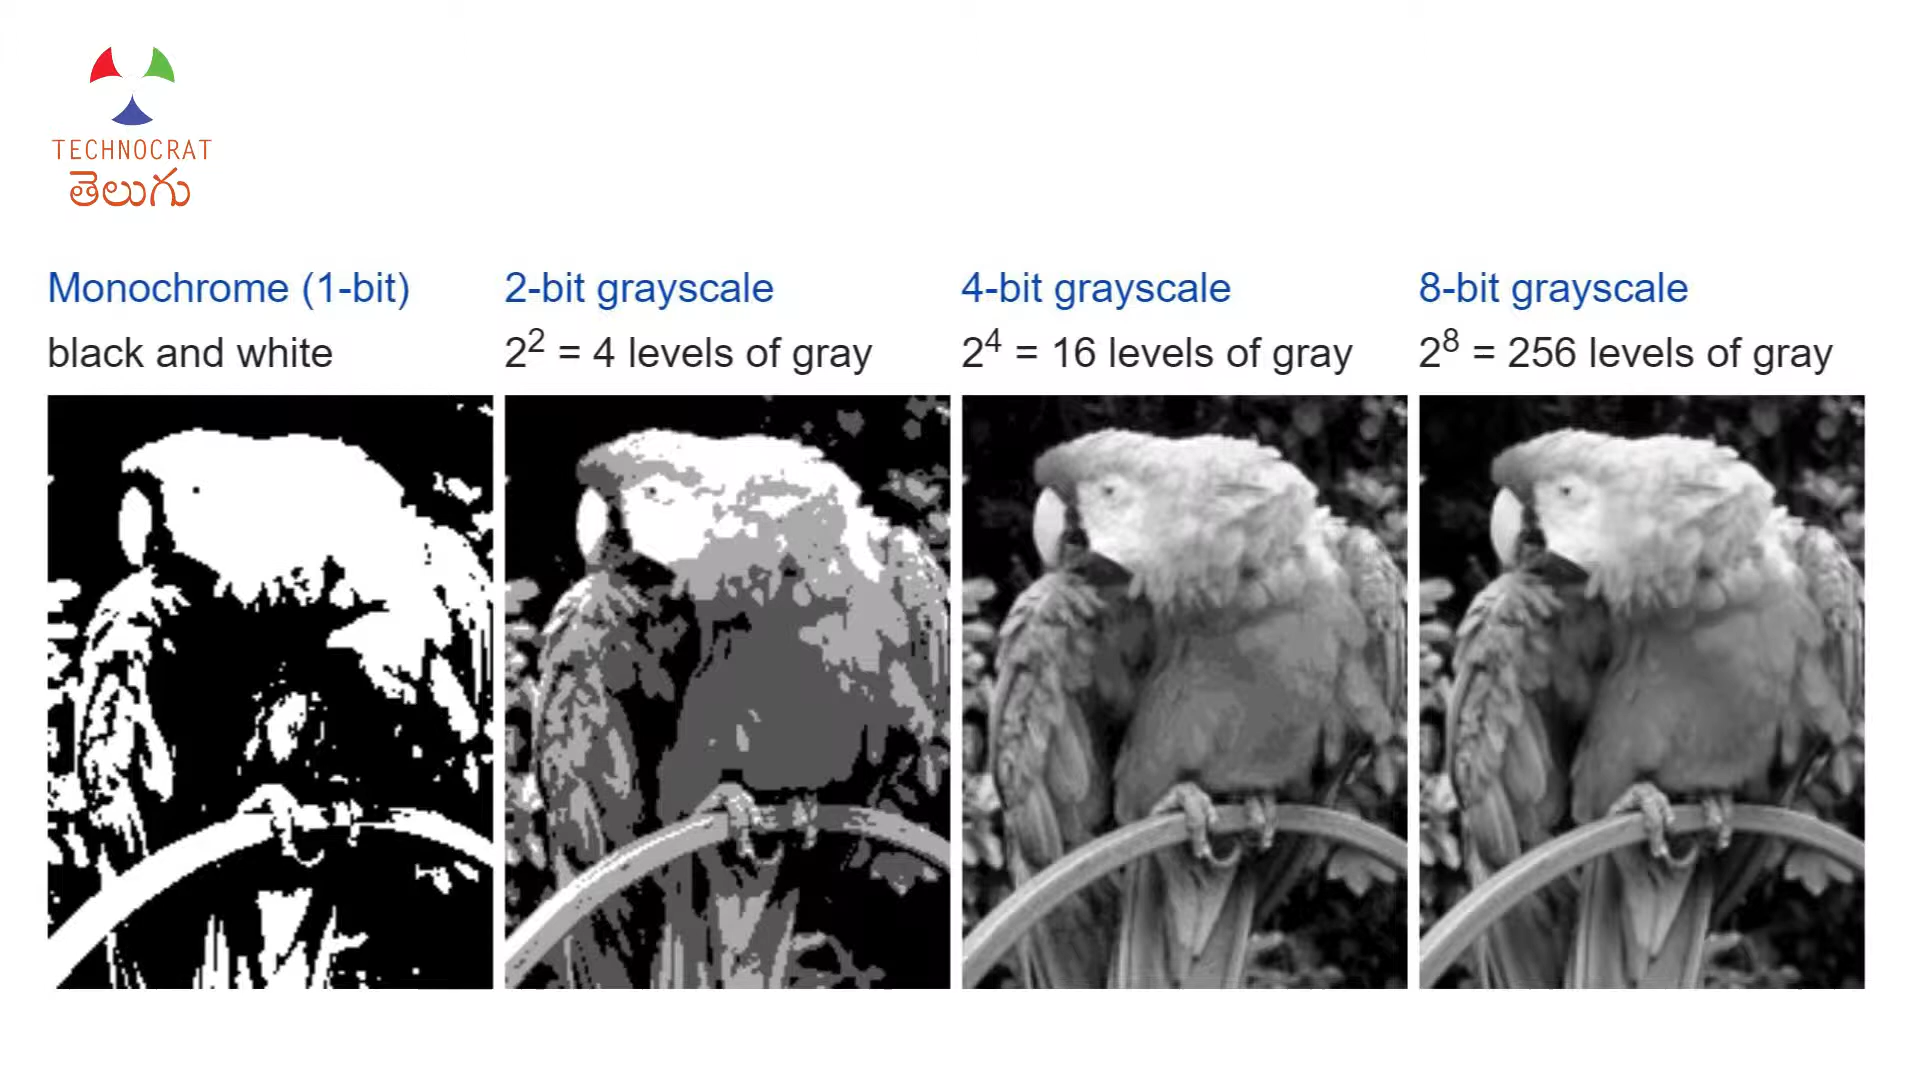 TECHNOCRAT
తెలుగు
Monochrome (1-bit)
black and white
2-bit grayscale
2² = 4 levels of gray
4-bit grayscale
2⁴ = 16 levels of gray
8-bit grayscale
2⁸ = 256 levels of gray